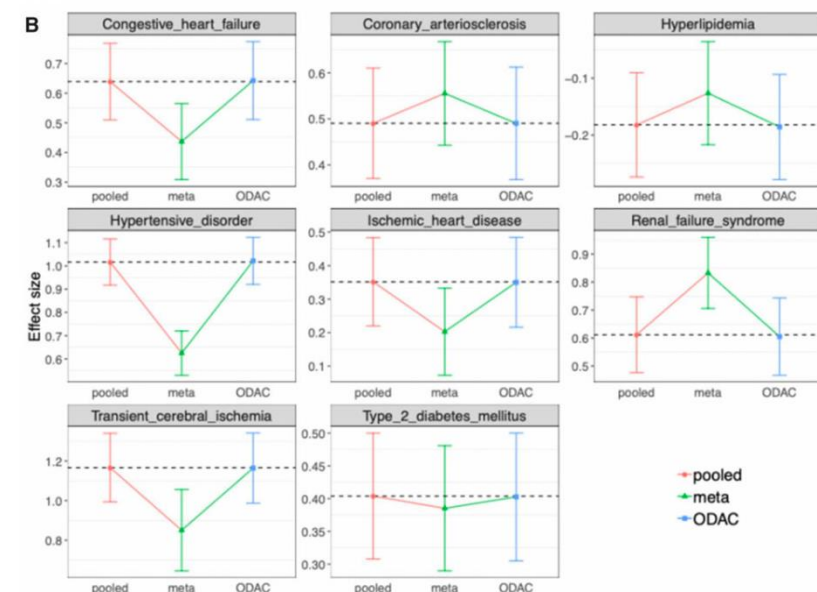 B
Congestive_heart_failure
Coronary_arteriosclerosis
Hyperlipidemia
0.7
0.6
0.5
0.4
0.3
0.6
0.5
0.4
−0.1
−0.2
pooled meta ODAC
pooled meta ODAC
pooled meta ODAC
Effect size
Hypertensive_disorder
Ischemic_heart_disease
Renal_failure_syndrome
1.1
1.0
0.9
0.8
0.7
0.6
0.5
0.4
0.3
0.2
0.1
0.9
0.8
0.7
0.6
0.5
pooled meta ODAC
pooled meta ODAC
pooled meta ODAC
Transient_cerebral_ischemia
Type_2_diabetes_mellitus
1.2
1.0
0.8
0.50
0.45
0.40
0.35
0.30
pooled meta ODAC
pooled meta ODAC
pooled
meta
ODAC